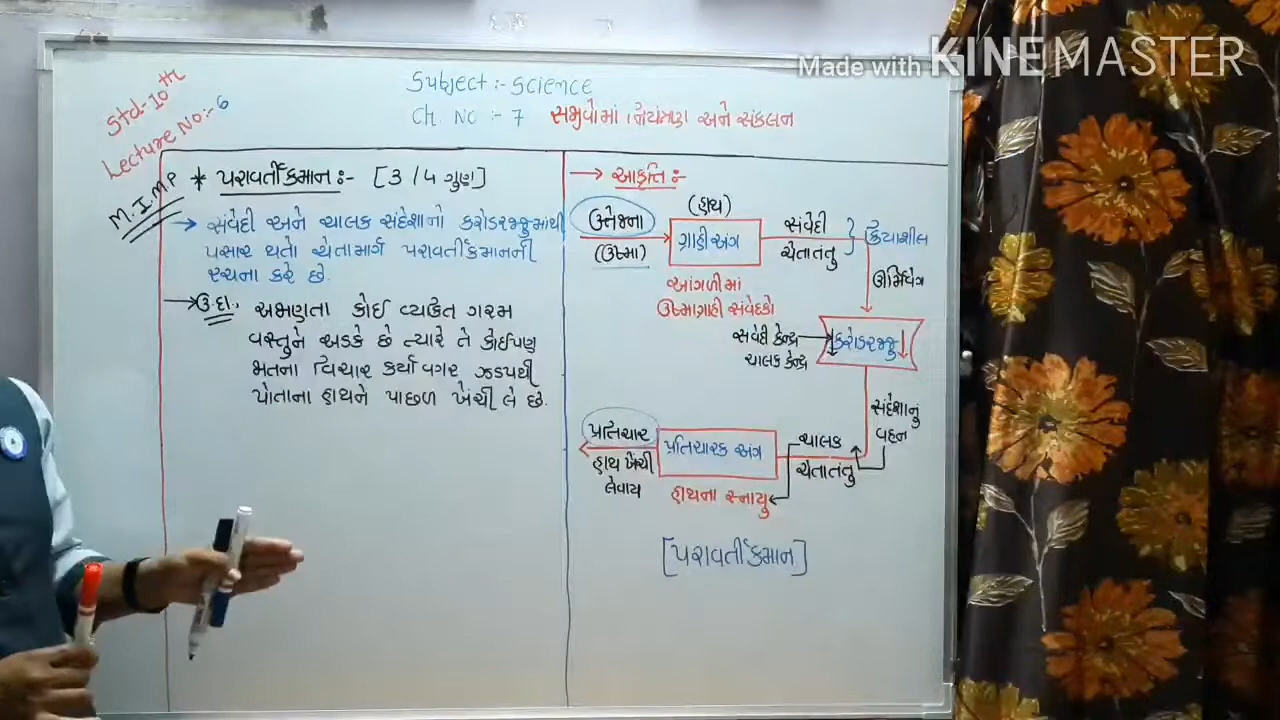 Made with KINEMASTER
Subject :- Science
Ch. No :- 7 સજીવોમાં નિયંત્રણ અને સંકલન
Std-10th
Lecture No:- 6
M.I.M.P
* પરાવર્તી કમાન :- [3/4 ગુણ]
→ સંવેદી અને ચાલક સંદેશાનો કરોડરજ્જુમાંથી
પસાર થતો ચેતામાર્ગ પરાવર્તી કમાનની
રચના કરે છે.
→ ઉ.દા., અજાણતા કોઈ વ્યક્તિ ગરમ
વસ્તુને અડકે છે ત્યારે તે કોઈપણ
જાતના વિચાર કર્યા વગર ઝડપથી
પોતાના હાથને પાછળ ખેંચી લે છે.
→ આકૃતિ :-
ઉત્તેજના
(ઉષ્મા)
(હાથ)
ગ્રાહીઅંગ
આંગળીમાં
ઉષ્માગ્રાહી સંવેદકો
સંવેદી
ચેતાતંતુ
ક્રિયાશીલ
ઊર્મિવેગ
સંવેદી કેન્દ્ર
ચાલક કેન્દ્ર
કરોડરજ્જુ
સંદેશાનું
વહન
ચાલક
ચેતાતંતુ
પ્રતિચારક અંગ
હાથના સ્નાયુ
પ્રતિચાર
હાથ ખેંચી
લેવાય
[પરાવર્તી કમાન]